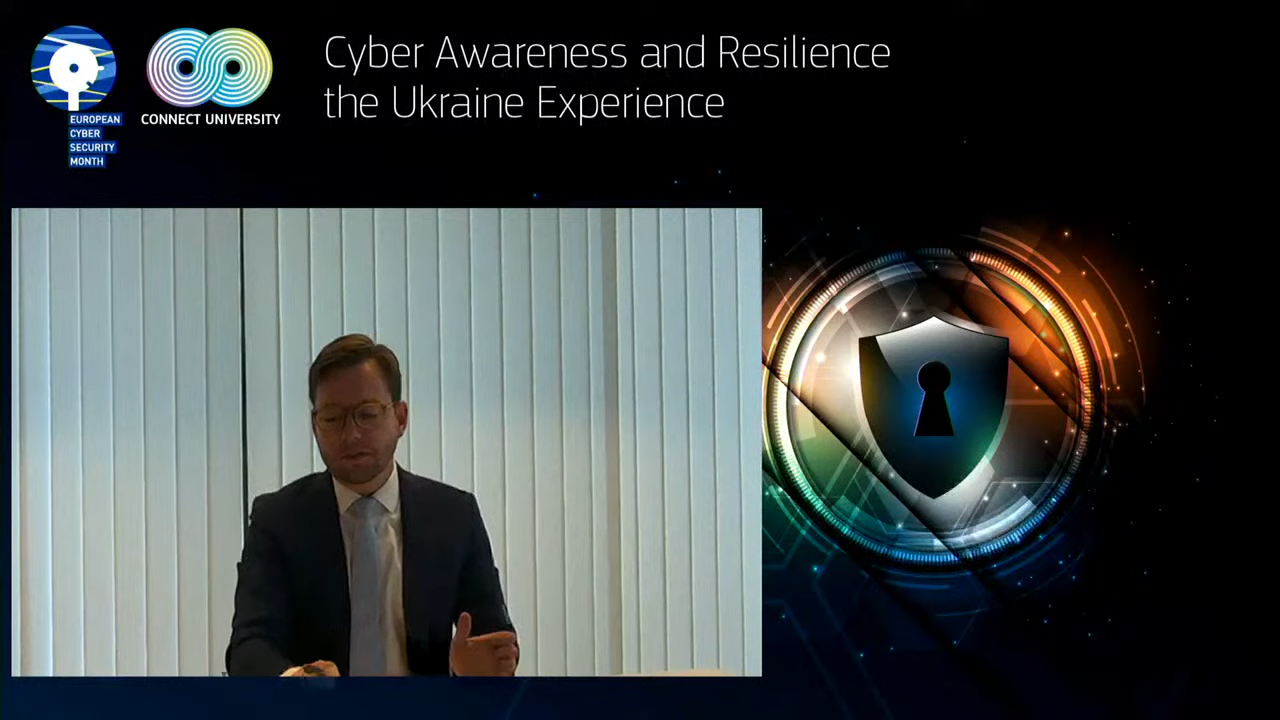 Cyber Awareness and Resilience
the Ukraine Experience
EUROPEAN
CYBER
SECURITY
MONTH
CONNECT UNIVERSITY